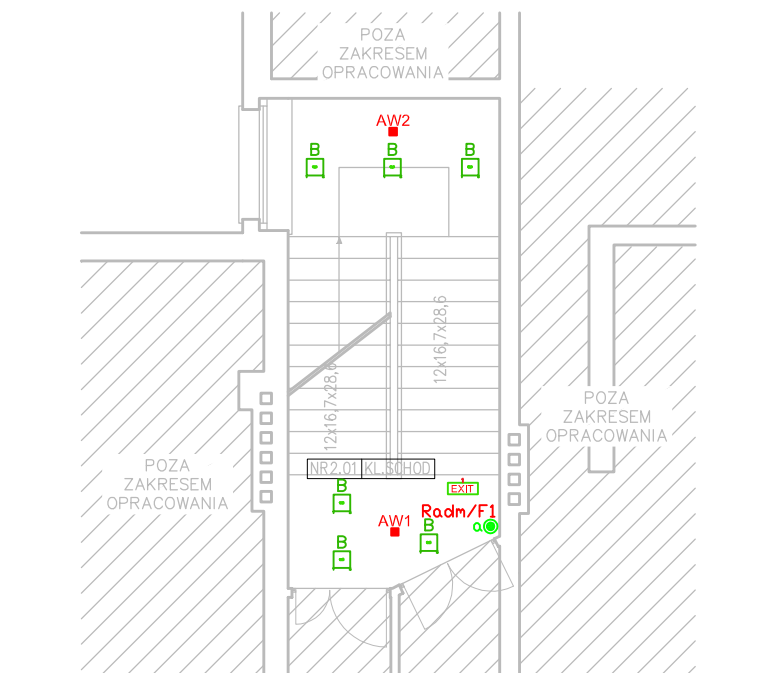 POZA
ZAKRESEM
OPRACOWANIA
AW2
B
B
B
12x16,7x28,6
12x16,7x28,6
POZA
ZAKRESEM
OPRACOWANIA
POZA
ZAKRESEM
OPRACOWANIA
NR2.01 KL.SCHOD
B
EXIT
Radm/F1
AW1
B
a
B